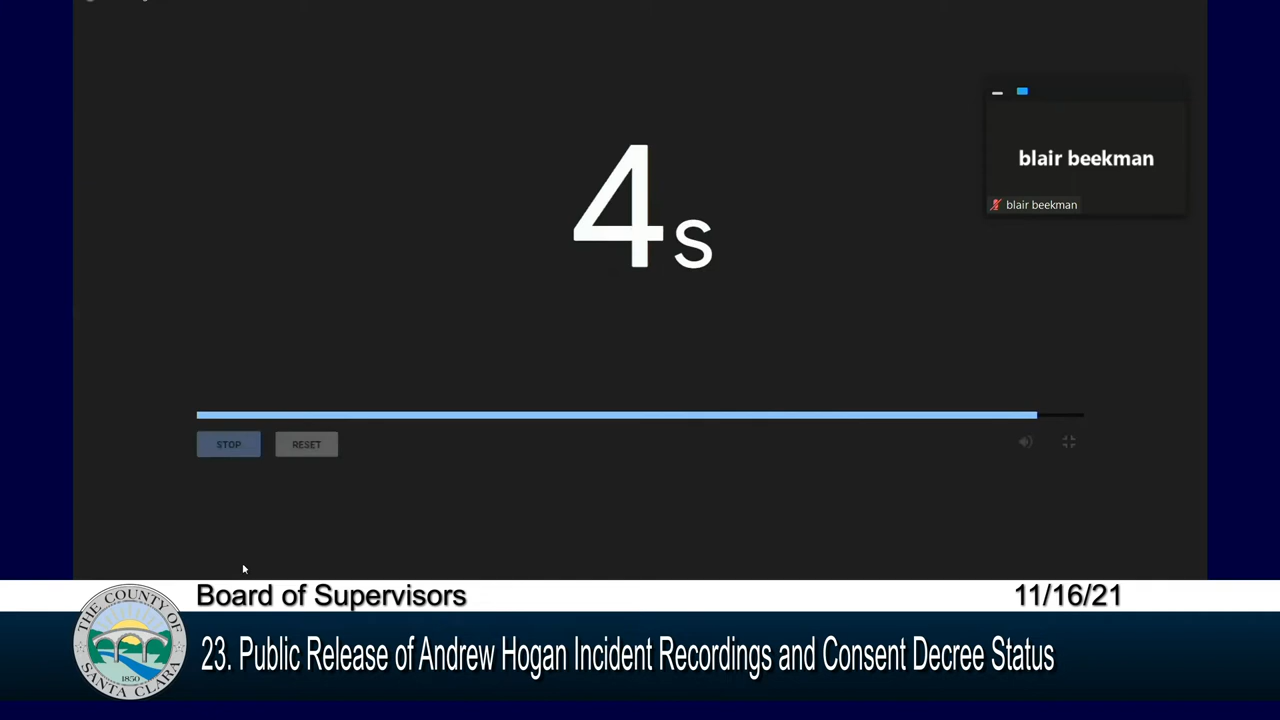 4s
blair beekman
blair beekman
STOP
RESET
Board of Supervisors
11/16/21
THE COUNTY OF
SANTA CLARA
1850
23. Public Release of Andrew Hogan Incident Recordings and Consent Decree Status